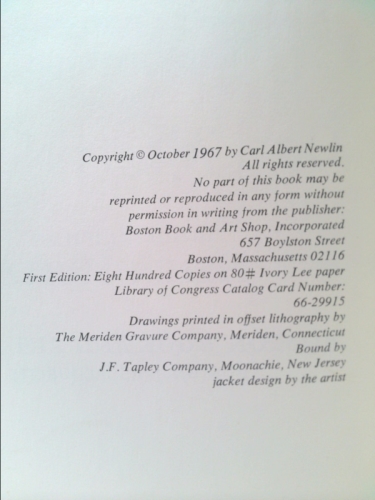 Copyright © October 1967 by Carl Albert Newlin
All rights reserved.
No part of this book may be
reprinted or reproduced in any form without
permission in writing from the publisher:
Boston Book and Art Shop, Incorporated
657 Boylston Street
Boston, Massachusetts 02116
First Edition: Eight Hundred Copies on 80# Ivory Lee paper
Library of Congress Catalog Card Number:
66-29915
Drawings printed in offset lithography by
The Meriden Gravure Company, Meriden, Connecticut
Bound by
J.F. Tapley Company, Moonachie, New Jersey
jacket design by the artist